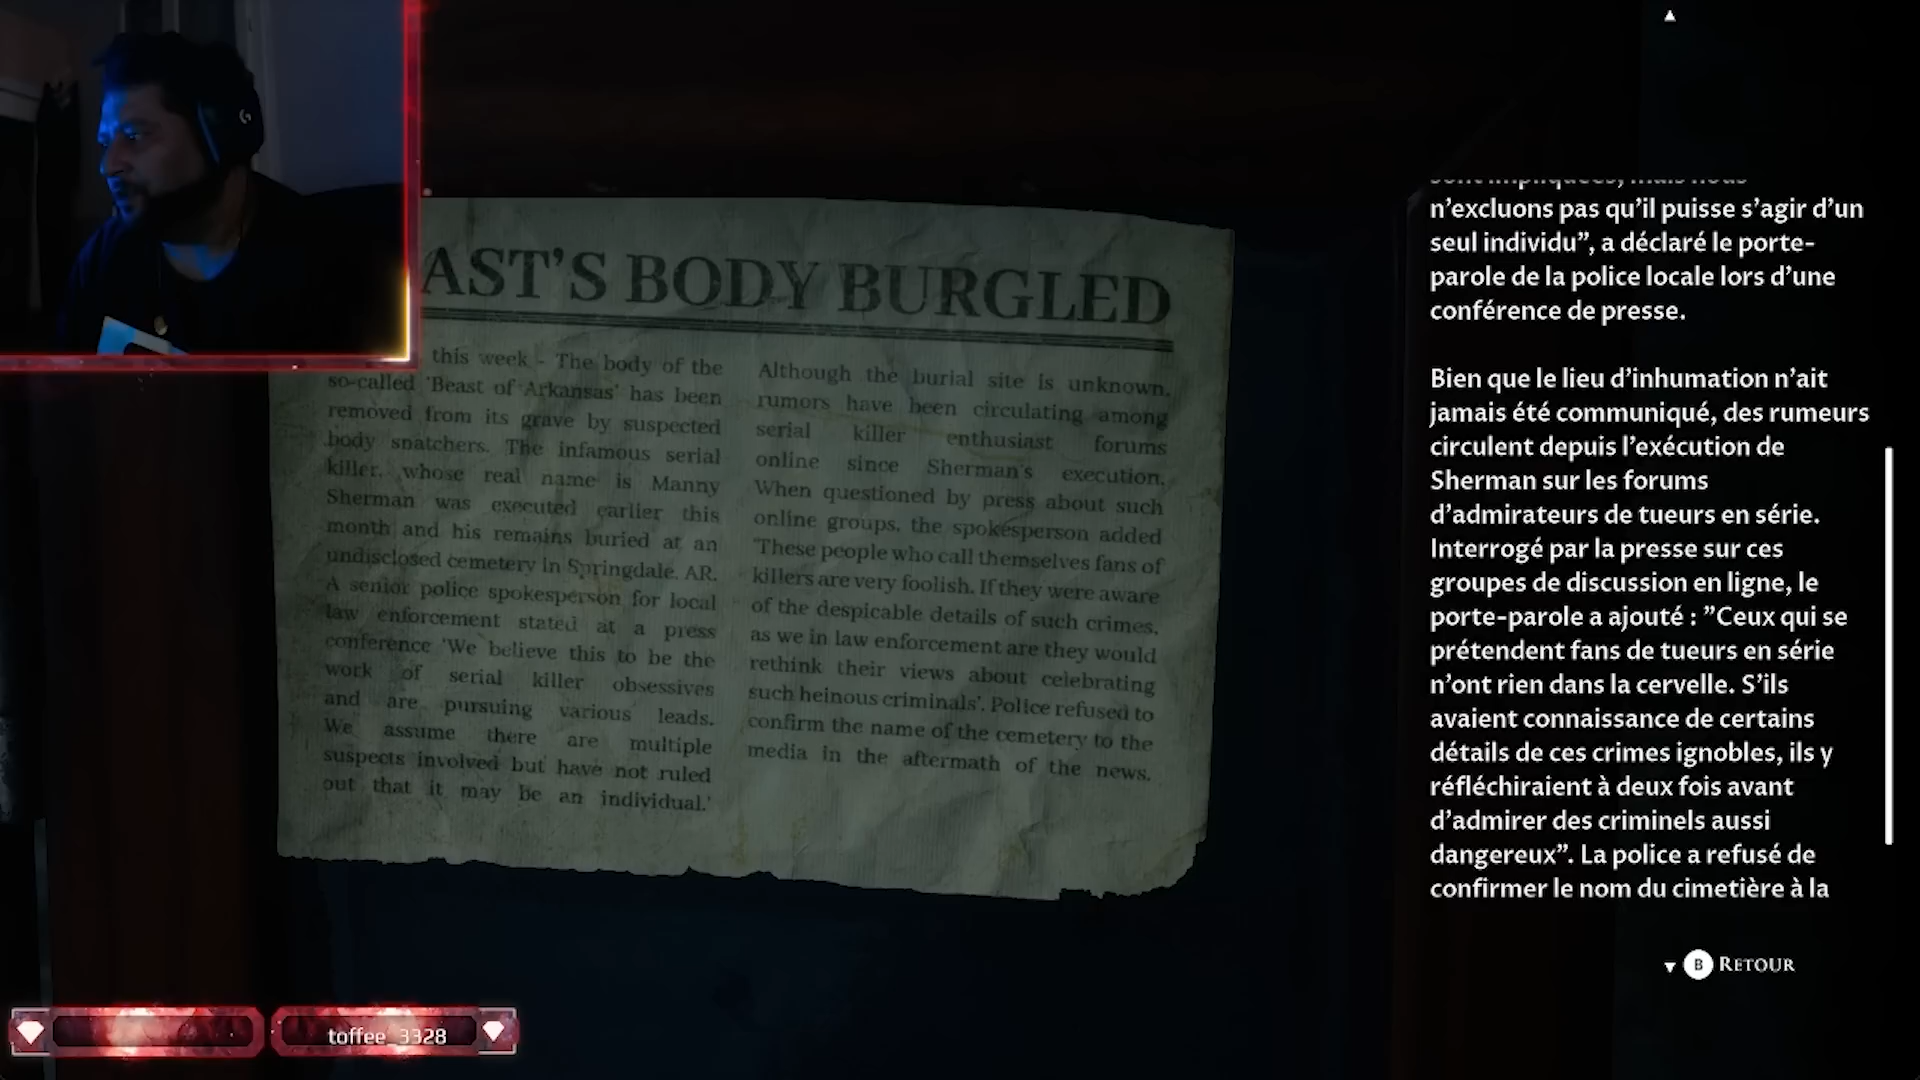 AST'S BODY BURGLED
this week - The body of the
so-called 'Beast of Arkansas' has been
removed from its grave by suspected
body snatchers. The infamous serial
killer, whose real name is Manny
Sherman was executed earlier this
month and his remains buried at an
undisclosed cemetery in Springdale, AR.
A senior police spokesperson for local
law enforcement stated at a press
conference 'We believe this to be the
work of serial killer obsessives
and are pursuing various leads.
We assume there are multiple
suspects involved but have not ruled
out that it may be an individual.'
Although the burial site is unknown,
rumors have been circulating among
serial killer enthusiast forums
online since Sherman's execution.
When questioned by press about such
online groups, the spokesperson added
'These people who call themselves fans of
killers are very foolish. If they were aware
of the despicable details of such crimes,
as we in law enforcement are they would
rethink their views about celebrating
such heinous criminals'. Police refused to
confirm the name of the cemetery to the
media in the aftermath of the news.
sont impliquées, mais nous
n'excluons pas qu'il puisse s'agir d'un
seul individu”, a déclaré le porte-
parole de la police locale lors d'une
conférence de presse.
Bien que le lieu d'inhumation n'ait
jamais été communiqué, des rumeurs
circulent depuis l'exécution de
Sherman sur les forums
d'admirateurs de tueurs en série.
Interrogé par la presse sur ces
groupes de discussion en ligne, le
porte-parole a ajouté : ”Ceux qui se
prétendent fans de tueurs en série
n'ont rien dans la cervelle. S'ils
avaient connaissance de certains
détails de ces crimes ignobles, ils y
réfléchiraient à deux fois avant
d'admirer des criminels aussi
dangereux”. La police a refusé de
confirmer le nom du cimetière à la
B RETOUR
toffee_3328